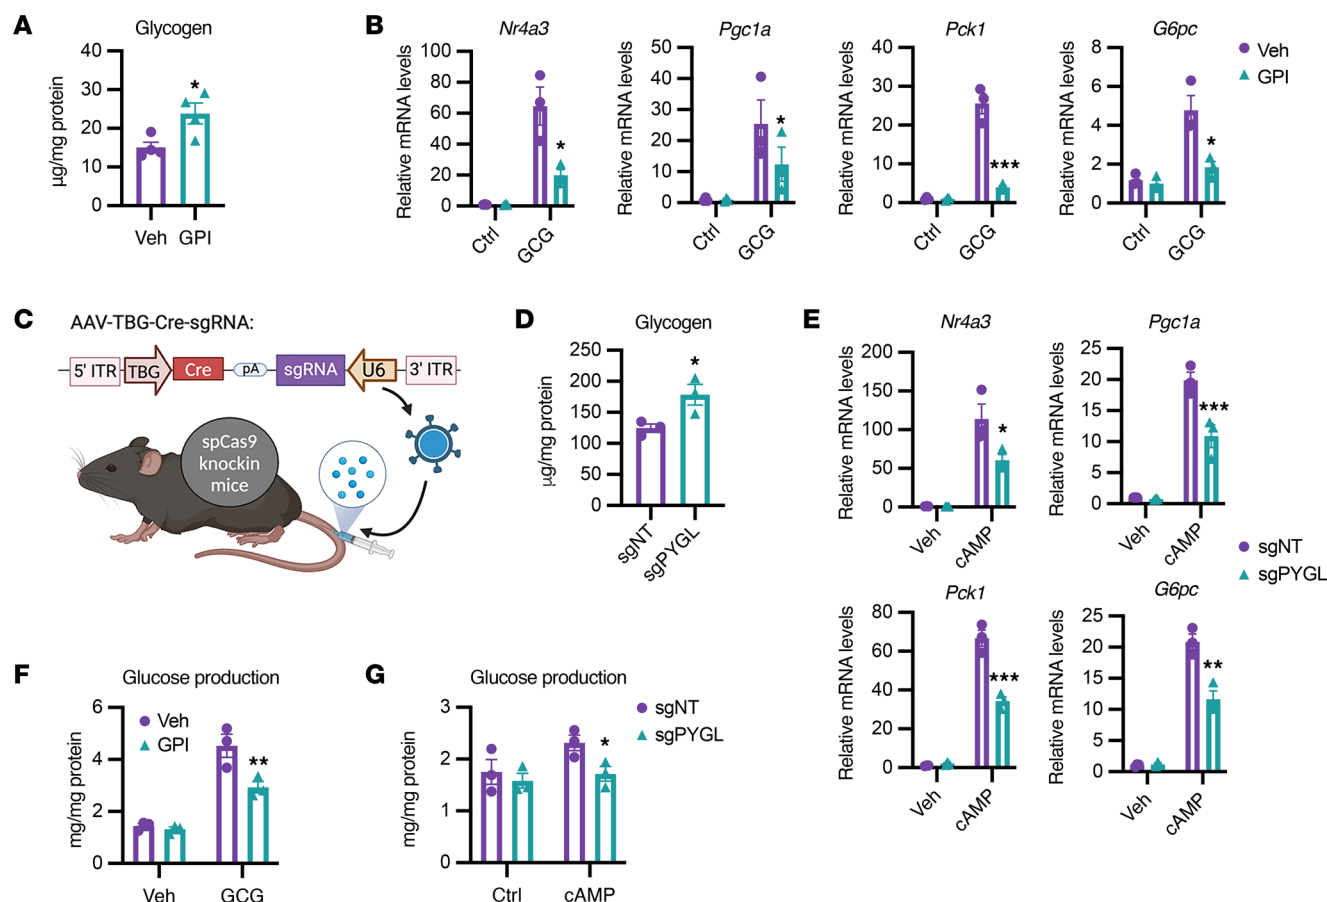 A
Glycogen
µg/mg protein
40
30
20
10
0
*
Veh GPI
B
Nr4a3
Relative mRNA levels
100
80
60
40
20
0
*
Ctrl
GCG
Pgc1a
Relative mRNA levels
50
40
30
20
10
0
*
Ctrl
GCG
Pck1
Relative mRNA levels
40
30
20
10
0
***
Ctrl
GCG
G6pc
Relative mRNA levels
8
6
4
2
0
*
Ctrl
GCG
Veh
GPI
C
AAV-TBG-Cre-sgRNA:
5' ITR TBG Cre pA sgRNA U6 3' ITR
spCas9
knockin
mice
D
Glycogen
µg/mg protein
250
200
150
100
50
0
*
sgNT
sgPYGL
E
Nr4a3
Relative mRNA levels
200
150
100
50
0
*
Veh
cAMP
Pgc1a
Relative mRNA levels
25
20
15
10
5
0
***
Veh
cAMP
Pck1
Relative mRNA levels
80
60
40
20
0
***
Veh
cAMP
G6pc
Relative mRNA levels
25
20
15
10
5
0
**
Veh
cAMP
sgNT
sgPYGL
F
Glucose production
mg/mg protein
6
4
2
0
Veh
GPI
**
Veh
GCG
G
Glucose production
mg/mg protein
3
2
1
0
*
Ctrl
cAMP
sgNT
sgPYGL